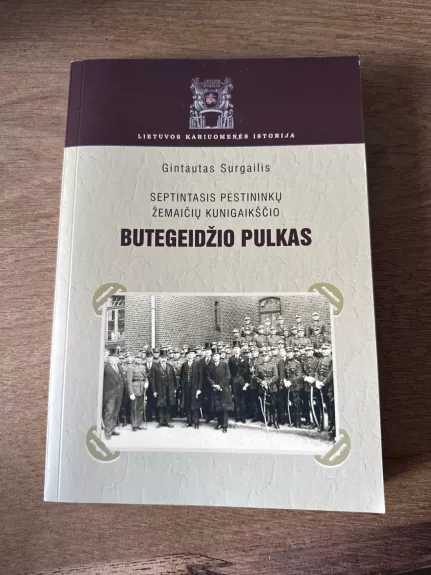 LIETUVOS KARIUOMENĖS ISTORIJA
Gintautas Surgailis
SEPTINTASIS PĖSTININKŲ
ŽEMAIČIŲ KUNIGAIKŠČIO
BUTEGEIDŽIO PULKAS